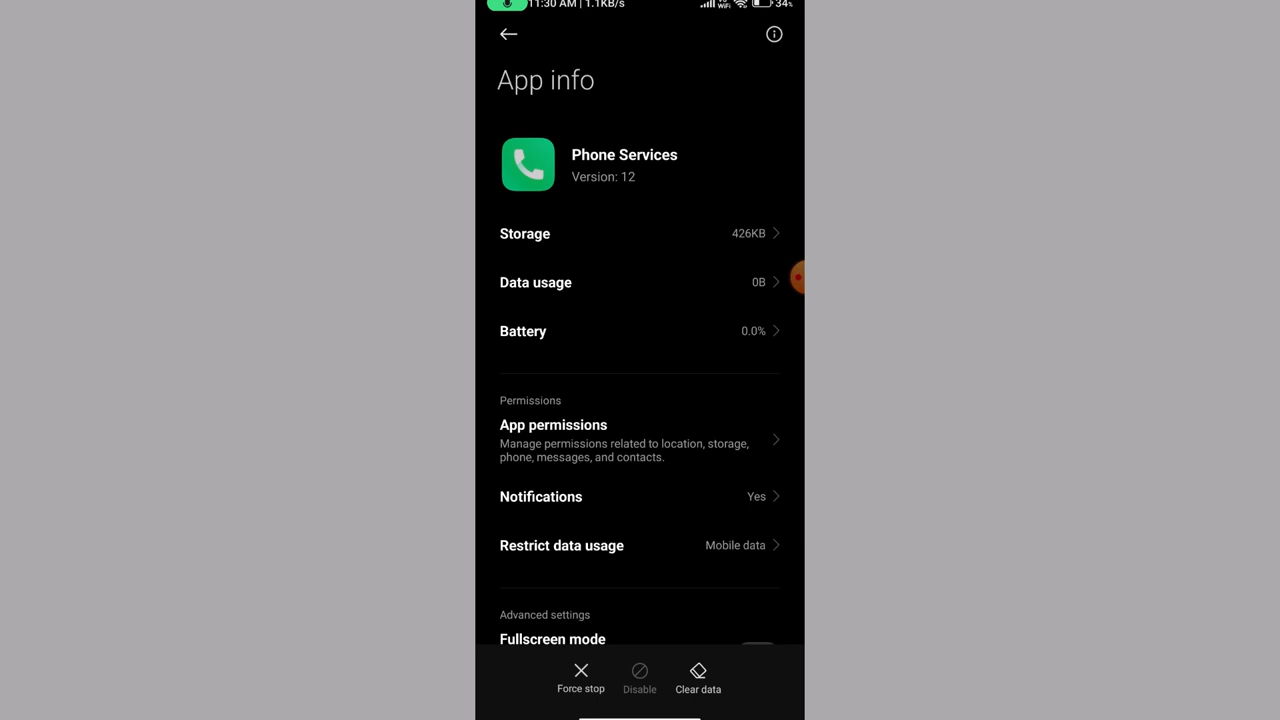 11:30 AM | 1.1KB/s 34%
App info
Phone Services
Version: 12
Storage 426KB
Data usage 0B
Battery 0.0%
Permissions
App permissions
Manage permissions related to location, storage,
phone, messages, and contacts.
Notifications Yes
Restrict data usage Mobile data
Advanced settings
Fullscreen mode
Force stop Disable Clear data